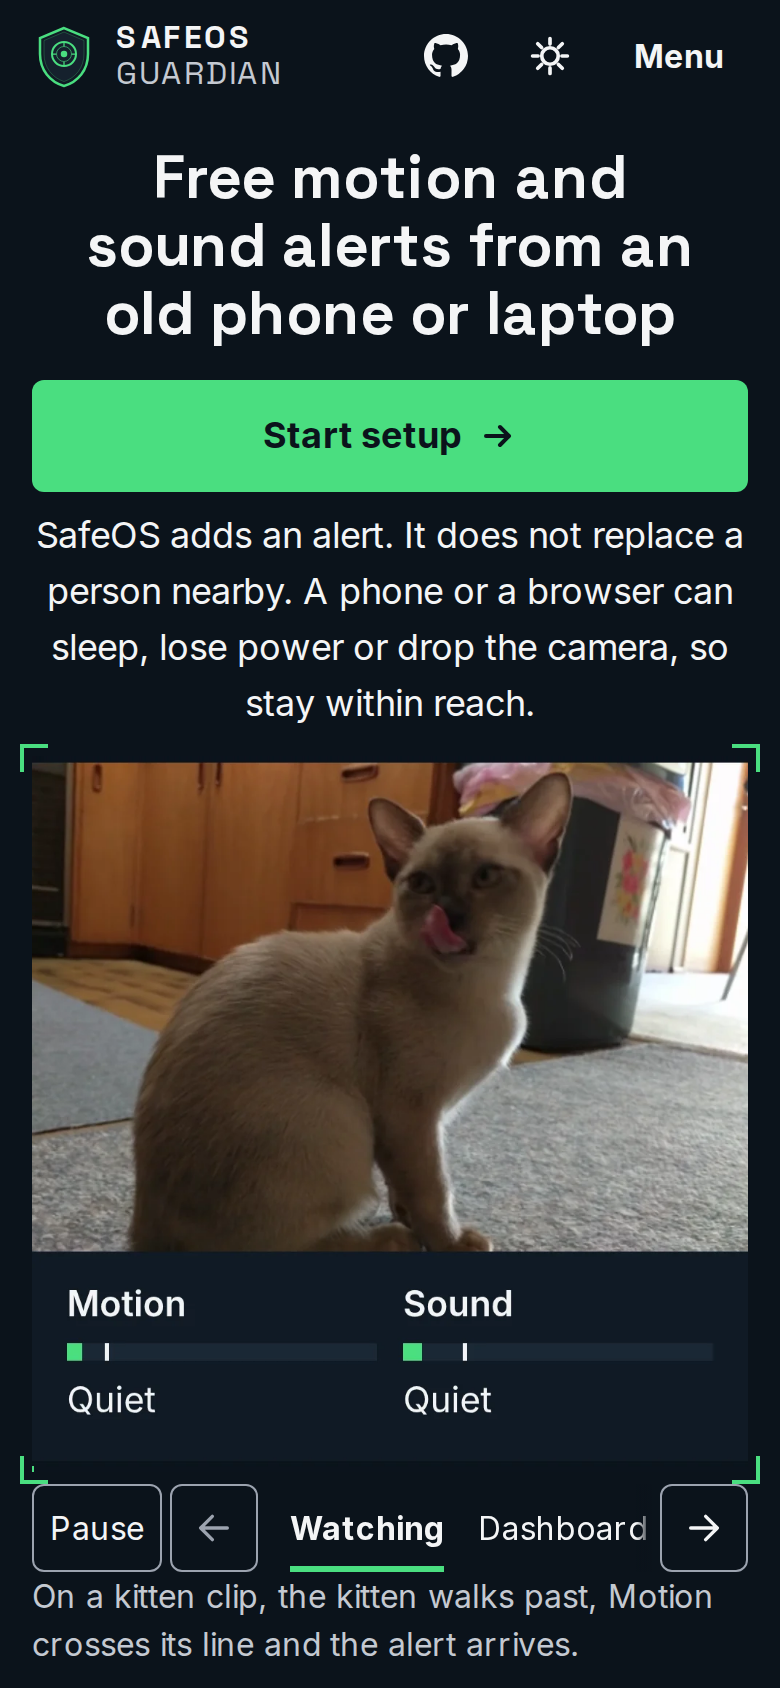 SAFEOS
GUARDIAN
Menu
Free motion and
sound alerts from an
old phone or laptop
Start setup →
SafeOS adds an alert. It does not replace a
person nearby. A phone or a browser can
sleep, lose power or drop the camera, so
stay within reach.
Motion
Sound
Quiet
Quiet
Pause
←
Watching
Dashboard
→
On a kitten clip, the kitten walks past, Motion
crosses its line and the alert arrives.